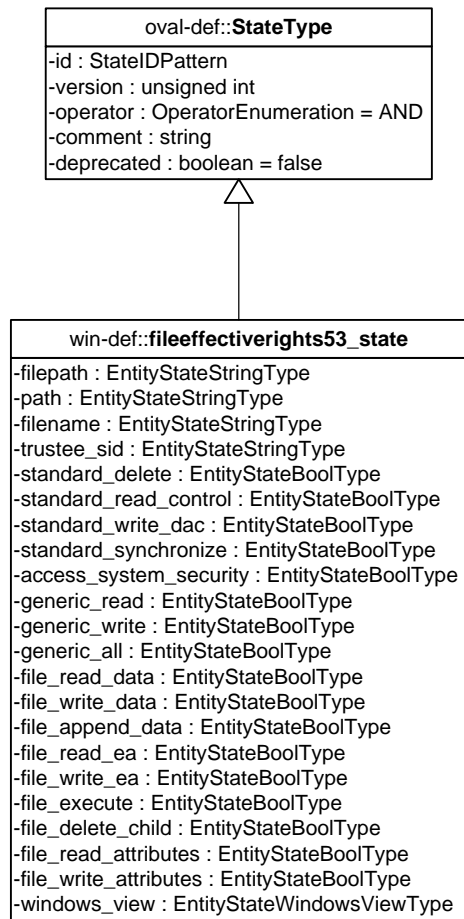 oval-def::StateType
-id : StateIDPattern
-version : unsigned int
-operator : OperatorEnumeration = AND
-comment : string
-deprecated : boolean = false
win-def::fileeffectiverights53_state
-filepath : EntityStateStringType
-path : EntityStateStringType
-filename : EntityStateStringType
-trustee_sid : EntityStateStringType
-standard_delete : EntityStateBoolType
-standard_read_control : EntityStateBoolType
-standard_write_dac : EntityStateBoolType
-standard_synchronize : EntityStateBoolType
-access_system_security : EntityStateBoolType
-generic_read : EntityStateBoolType
-generic_write : EntityStateBoolType
-generic_all : EntityStateBoolType
-file_read_data : EntityStateBoolType
-file_write_data : EntityStateBoolType
-file_append_data : EntityStateBoolType
-file_read_ea : EntityStateBoolType
-file_write_ea : EntityStateBoolType
-file_execute : EntityStateBoolType
-file_delete_child : EntityStateBoolType
-file_read_attributes : EntityStateBoolType
-file_write_attributes : EntityStateBoolType
-windows_view : EntityStateWindowsViewType